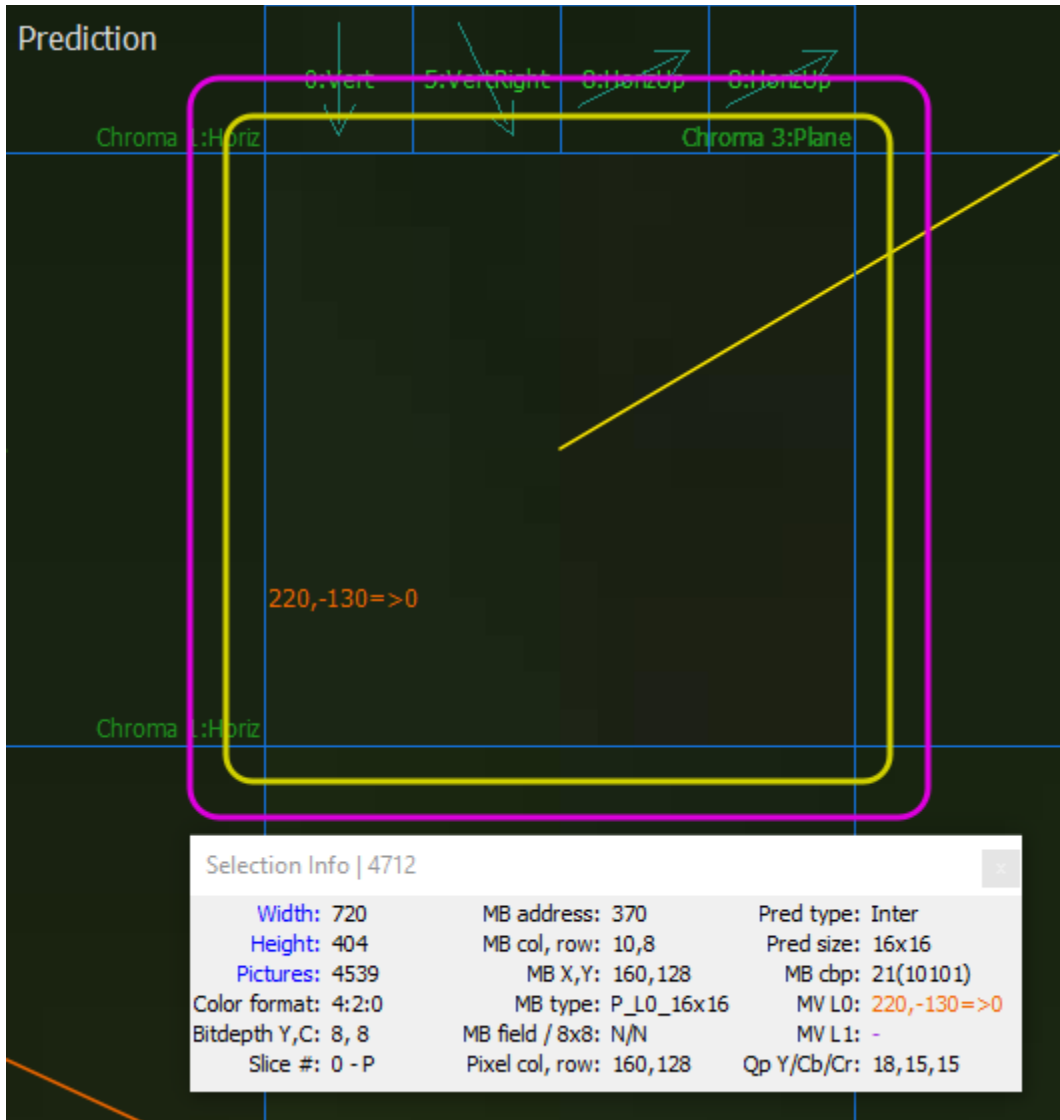 Prediction
0:Vert 5:VertRight 8:HorizUp 8:HorizUp
Chroma 1:Horiz Chroma 3:Plane
220,-130=>0
Chroma 1:Horiz
Selection Info | 4712
x
Width: 720 MB address: 370 Pred type: Inter
Height: 404 MB col, row: 10,8 Pred size: 16x16
Pictures: 4539 MB X,Y: 160,128 MB cbp: 21(10101)
Color format: 4:2:0 MB type: P_L0_16x16 MV L0: 220,-130=>0
Bitdepth Y,C: 8, 8 MB field / 8x8: N/N MV L1: -
Slice #: 0 - P Pixel col, row: 160,128 Qp Y/Cb/Cr: 18,15,15